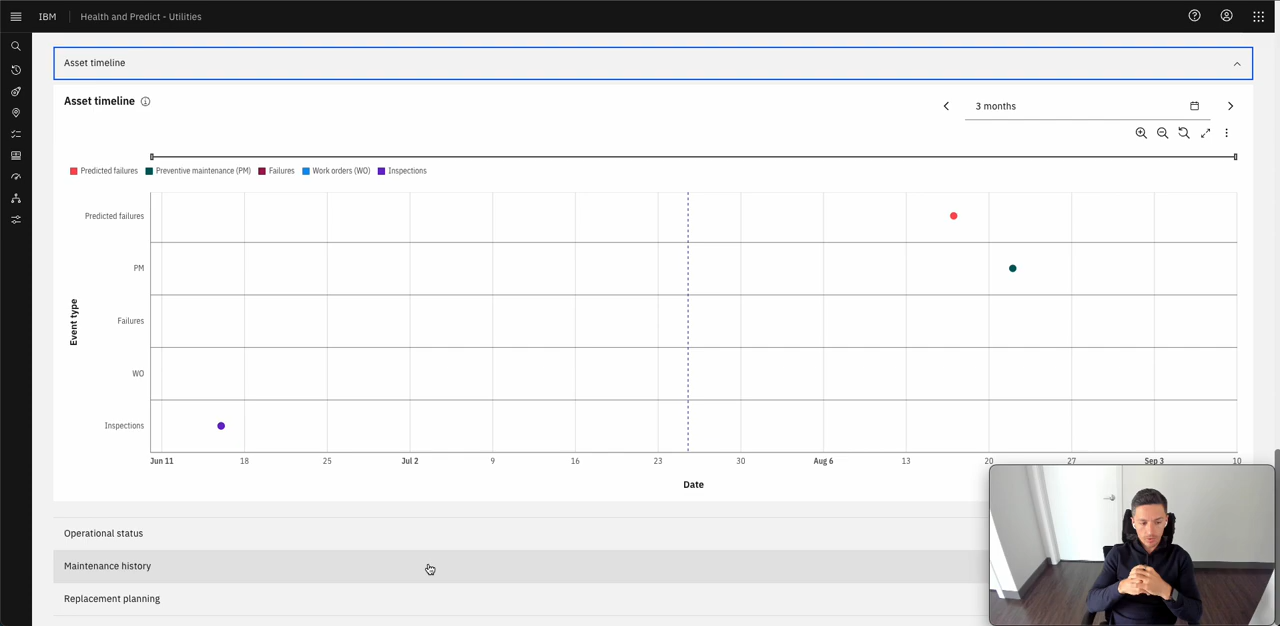 IBM Health and Predict - Utilities
Asset timeline
Asset timeline
3 months
Predicted failures Preventive maintenance (PM) Failures Work orders (WO) Inspections
Predicted failures
PM
Failures
WO
Inspections
Event type
Jun 11 18 25 Jul 2 9 16 23 30 Aug 6 13 20 27 Sep 3 10
Date
Operational status
Maintenance history
Replacement planning